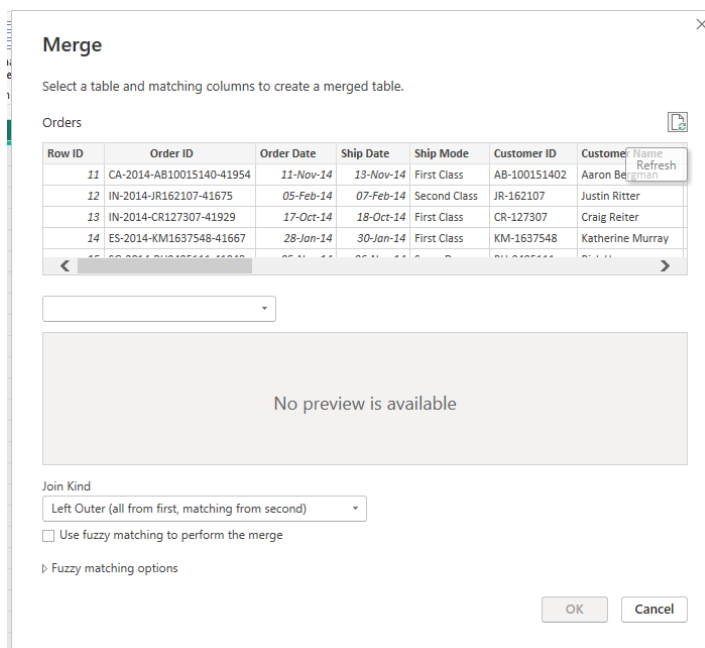 Merge
Select a table and matching columns to create a merged table.
Orders
Row ID Order ID Order Date Ship Date Ship Mode Customer ID Customer Name
Refresh
11 CA-2014-AB10015140-41954 11-Nov-14 13-Nov-14 First Class AB-100151402 Aaron Bergman
12 IN-2014-JR162107-41675 05-Feb-14 07-Feb-14 Second Class JR-162107 Justin Ritter
13 IN-2014-CR127307-41929 17-Oct-14 18-Oct-14 First Class CR-127307 Craig Reiter
14 ES-2014-KM1637548-41667 28-Jan-14 30-Jan-14 First Class KM-1637548 Katherine Murray
No preview is available
Join Kind
Left Outer (all from first, matching from second)
Use fuzzy matching to perform the merge
Fuzzy matching options
OK Cancel